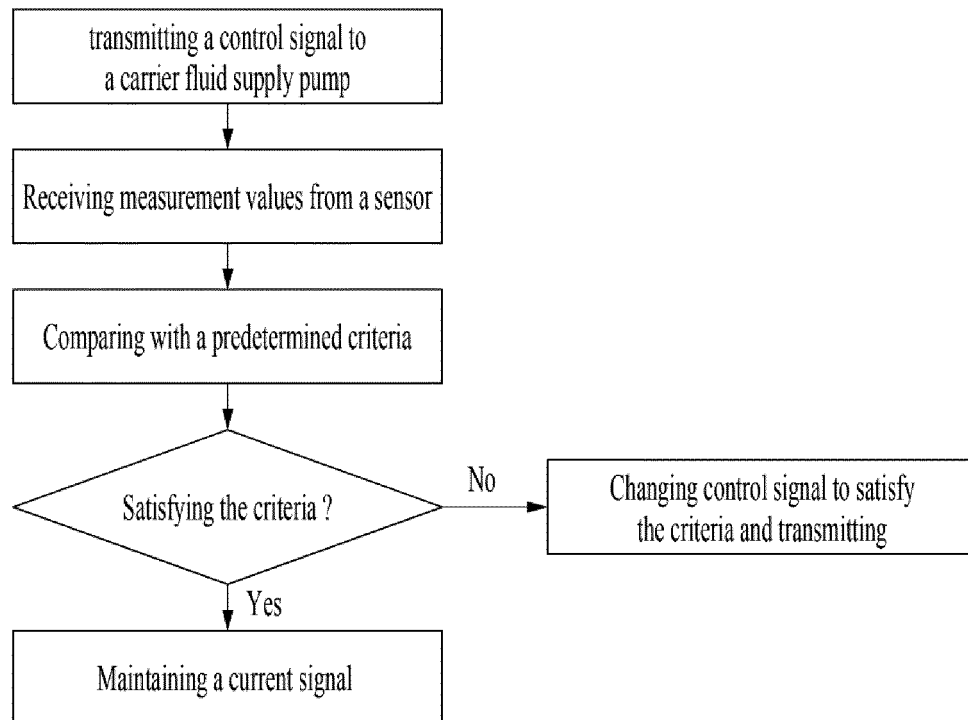 transmitting a control signal to
a carrier fluid supply pump
Receiving measurement values from a sensor
Comparing with a predetermined criteria
Satisfying the criteria ?
No
Changing control signal to satisfy
the criteria and transmitting
Yes
Maintaining a current signal